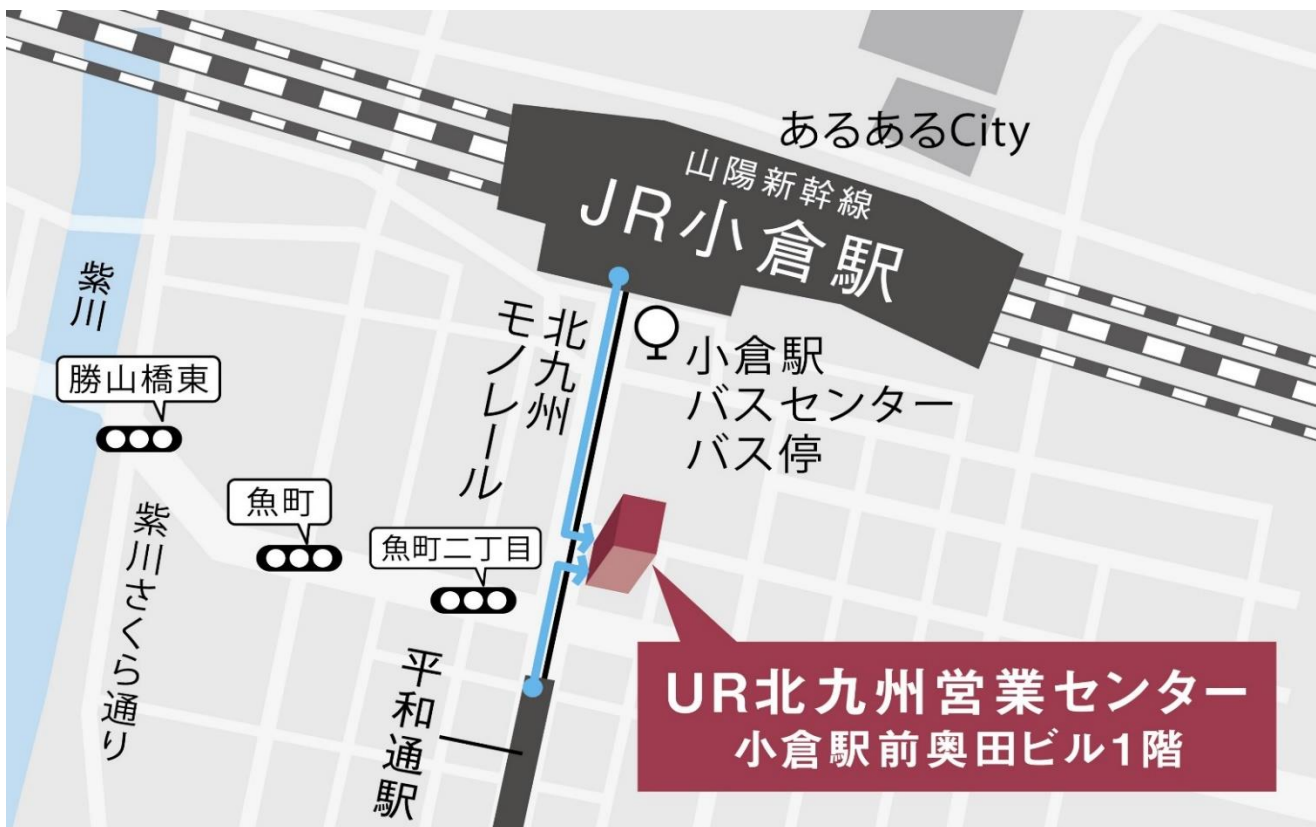 あるあるCity
山陽新幹線
JR小倉駅
紫川
北九州
モノレール
小倉駅
バスセンター
バス停
勝山橋東
魚町
魚町二丁目
紫川さくら通り
平和通駅
UR北九州営業センター
小倉駅前奥田ビル1階